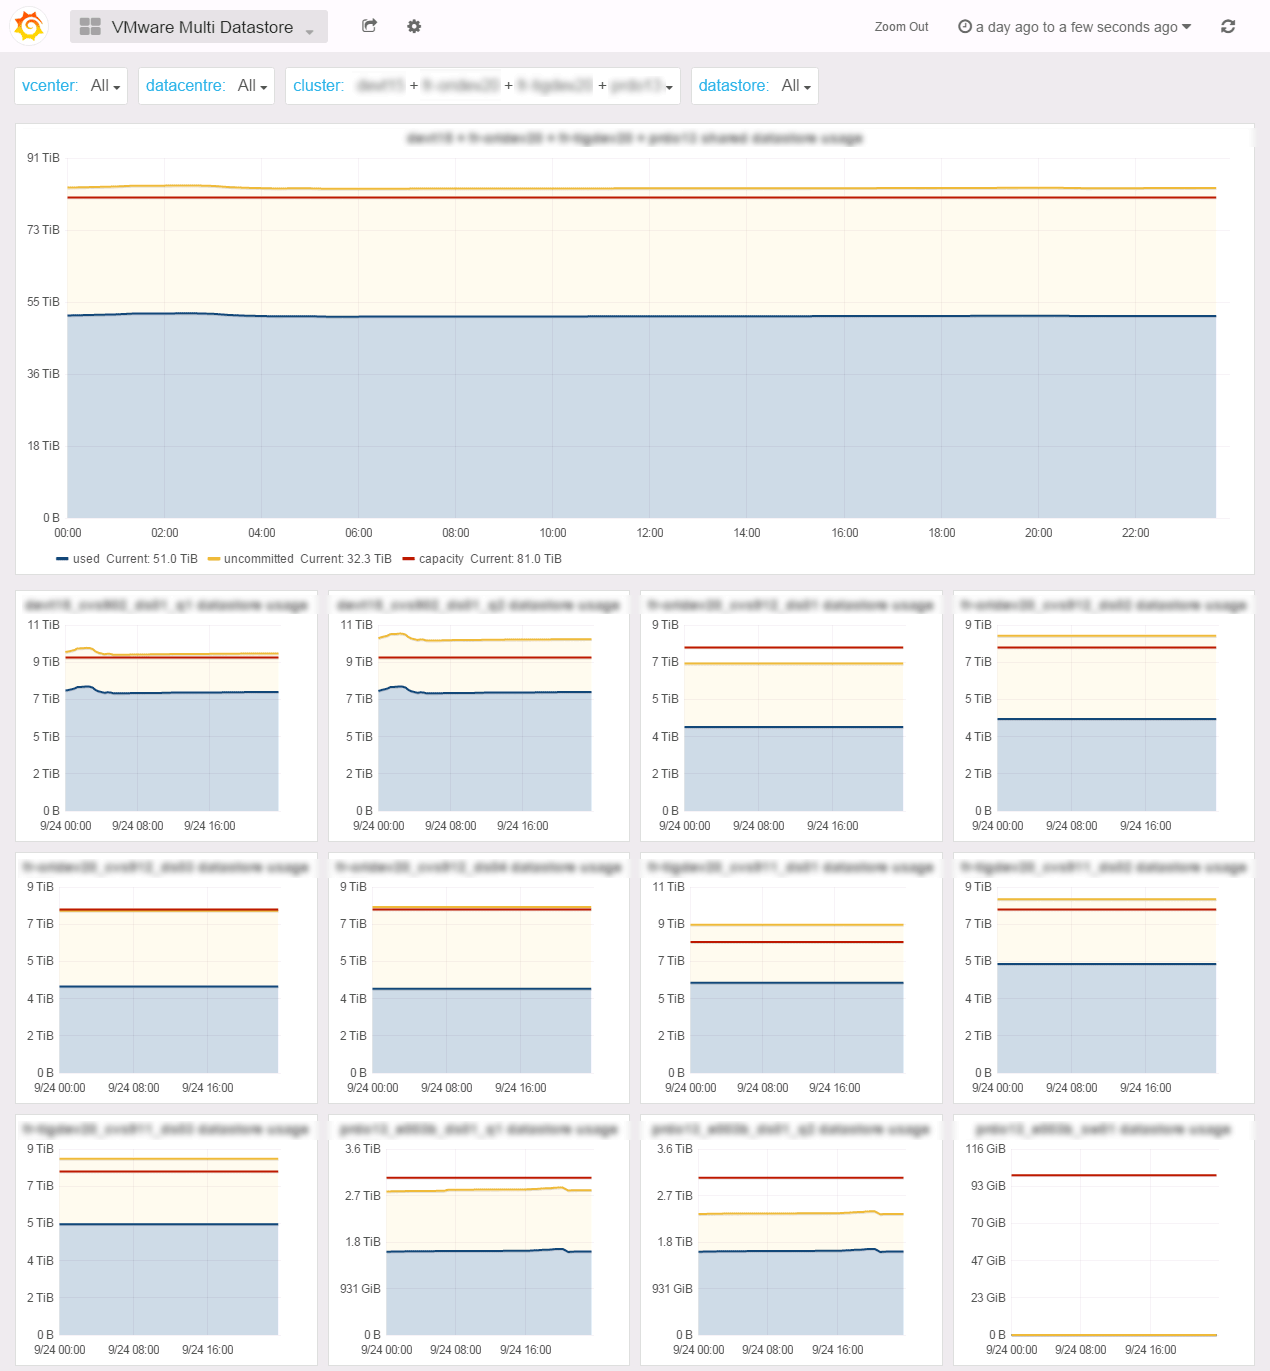 VMware Multi Datastore
Zoom Out
a day ago to a few seconds ago
vcenter: All
datacentre: All
cluster: + + +
datastore: All
91 TiB
73 TiB
55 TiB
36 TiB
18 TiB
0 B
00:00 02:00 04:00 06:00 08:00 10:00 12:00 14:00 16:00 18:00 20:00 22:00
used Current: 51.0 TiB uncommitted Current: 32.3 TiB capacity Current: 81.0 TiB
11 TiB
9 TiB
7 TiB
5 TiB
2 TiB
0 B
9/24 00:00 9/24 08:00 9/24 16:00
11 TiB
9 TiB
7 TiB
5 TiB
2 TiB
0 B
9/24 00:00 9/24 08:00 9/24 16:00
9 TiB
7 TiB
5 TiB
4 TiB
2 TiB
0 B
9/24 00:00 9/24 08:00 9/24 16:00
9 TiB
7 TiB
5 TiB
4 TiB
2 TiB
0 B
9/24 00:00 9/24 08:00 9/24 16:00
9 TiB
7 TiB
5 TiB
4 TiB
2 TiB
0 B
9/24 00:00 9/24 08:00 9/24 16:00
9 TiB
7 TiB
5 TiB
4 TiB
2 TiB
0 B
9/24 00:00 9/24 08:00 9/24 16:00
11 TiB
9 TiB
7 TiB
5 TiB
2 TiB
0 B
9/24 00:00 9/24 08:00 9/24 16:00
9 TiB
7 TiB
5 TiB
4 TiB
2 TiB
0 B
9/24 00:00 9/24 08:00 9/24 16:00
9 TiB
7 TiB
5 TiB
4 TiB
2 TiB
0 B
9/24 00:00 9/24 08:00 9/24 16:00
3.6 TiB
2.7 TiB
1.8 TiB
931 GiB
0 B
9/24 00:00 9/24 08:00 9/24 16:00
3.6 TiB
2.7 TiB
1.8 TiB
931 GiB
0 B
9/24 00:00 9/24 08:00 9/24 16:00
116 GiB
93 GiB
70 GiB
47 GiB
23 GiB
0 B
9/24 00:00 9/24 08:00 9/24 16:00